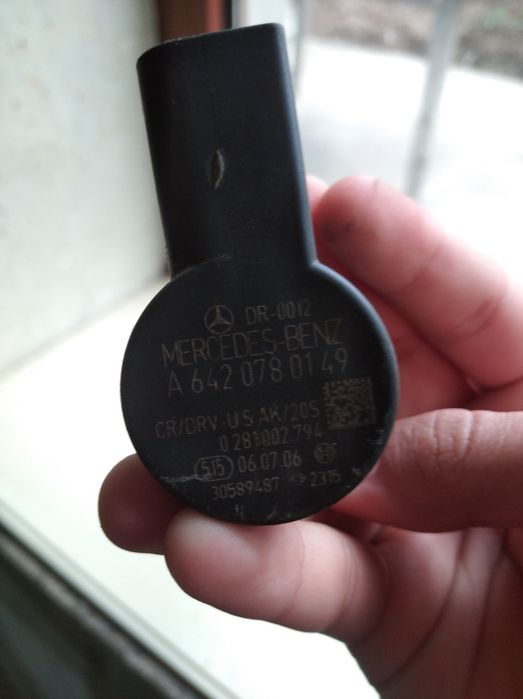 DR-0012
MERCEDES-BENZ
A 642 078 01 49
CR/DRV-U S AK/20S
0 281 002 794
515 06.07.06
30589487 2315